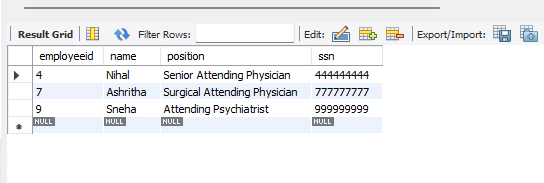 Result Grid Filter Rows: Edit: Export/Import:
employeeid name position ssn
4 Nihal Senior Attending Physician 444444444
7 Ashritha Surgical Attending Physician 777777777
9 Sneha Attending Psychiatrist 999999999
NULL NULL NULL NULL